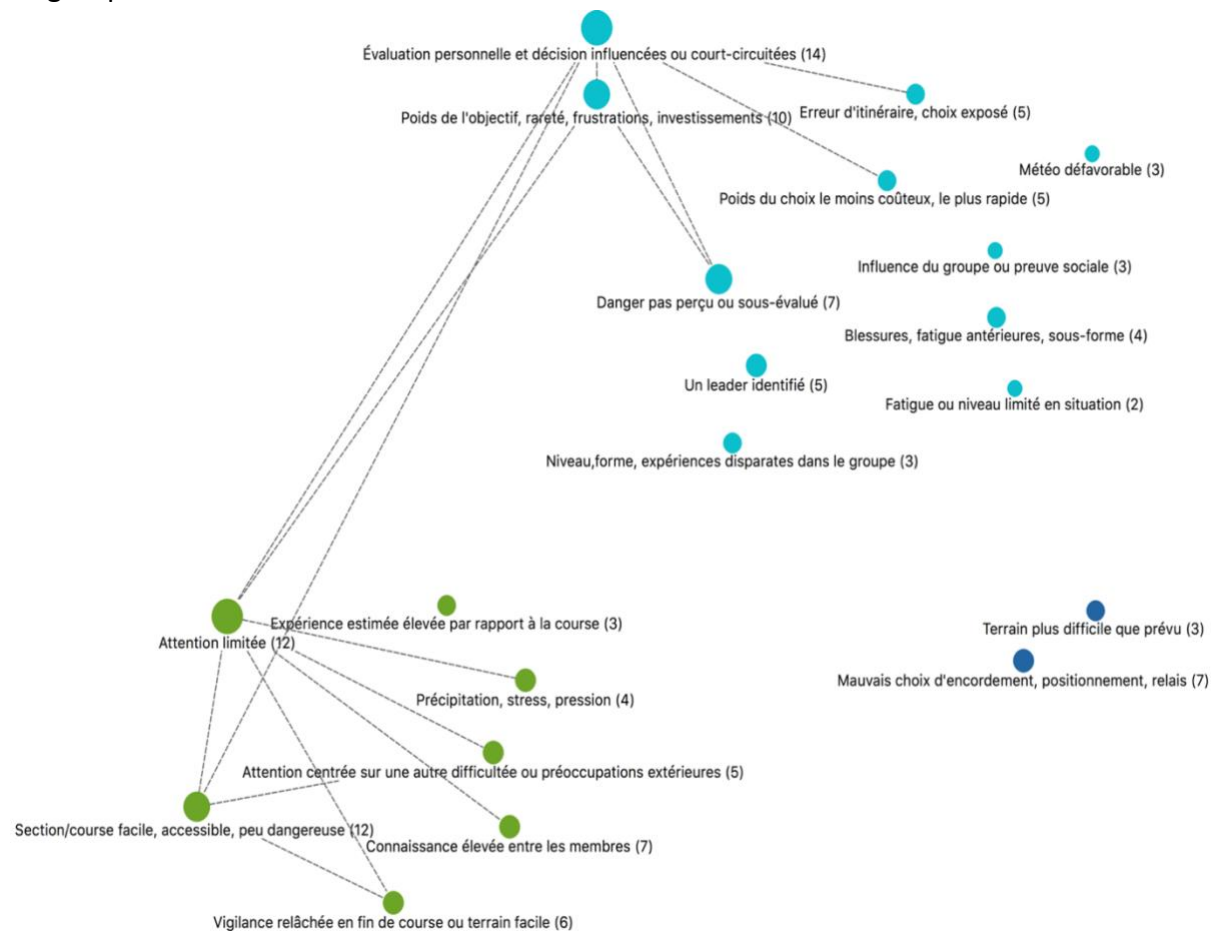 Évaluation personnelle et décision influencées ou court-circuitées (14)
Poids de l'objectif, rareté, frustrations, investissements (10)
Erreur d'itinéraire, choix exposé (5)
Météo défavorable (3)
Poids du choix le moins coûteux, le plus rapide (5)
Influence du groupe ou preuve sociale (3)
Danger pas perçu ou sous-évalué (7)
Blessures, fatigue antérieures, sous-forme (4)
Un leader identifié (5)
Fatigue ou niveau limité en situation (2)
Niveau,forme, expériences disparates dans le groupe (3)
Expérience estimée élevée par rapport à la course (3)
Attention limitée (12)
Terrain plus difficile que prévu (3)
Mauvais choix d'encordement, positionnement, relais (7)
Précipitation, stress, pression (4)
Attention centrée sur une autre difficultée ou préoccupations extérieures (5)
Section/course facile, accessible, peu dangereuse (12)
Connaissance élevée entre les membres (7)
Vigilance relâchée en fin de course ou terrain facile (6)